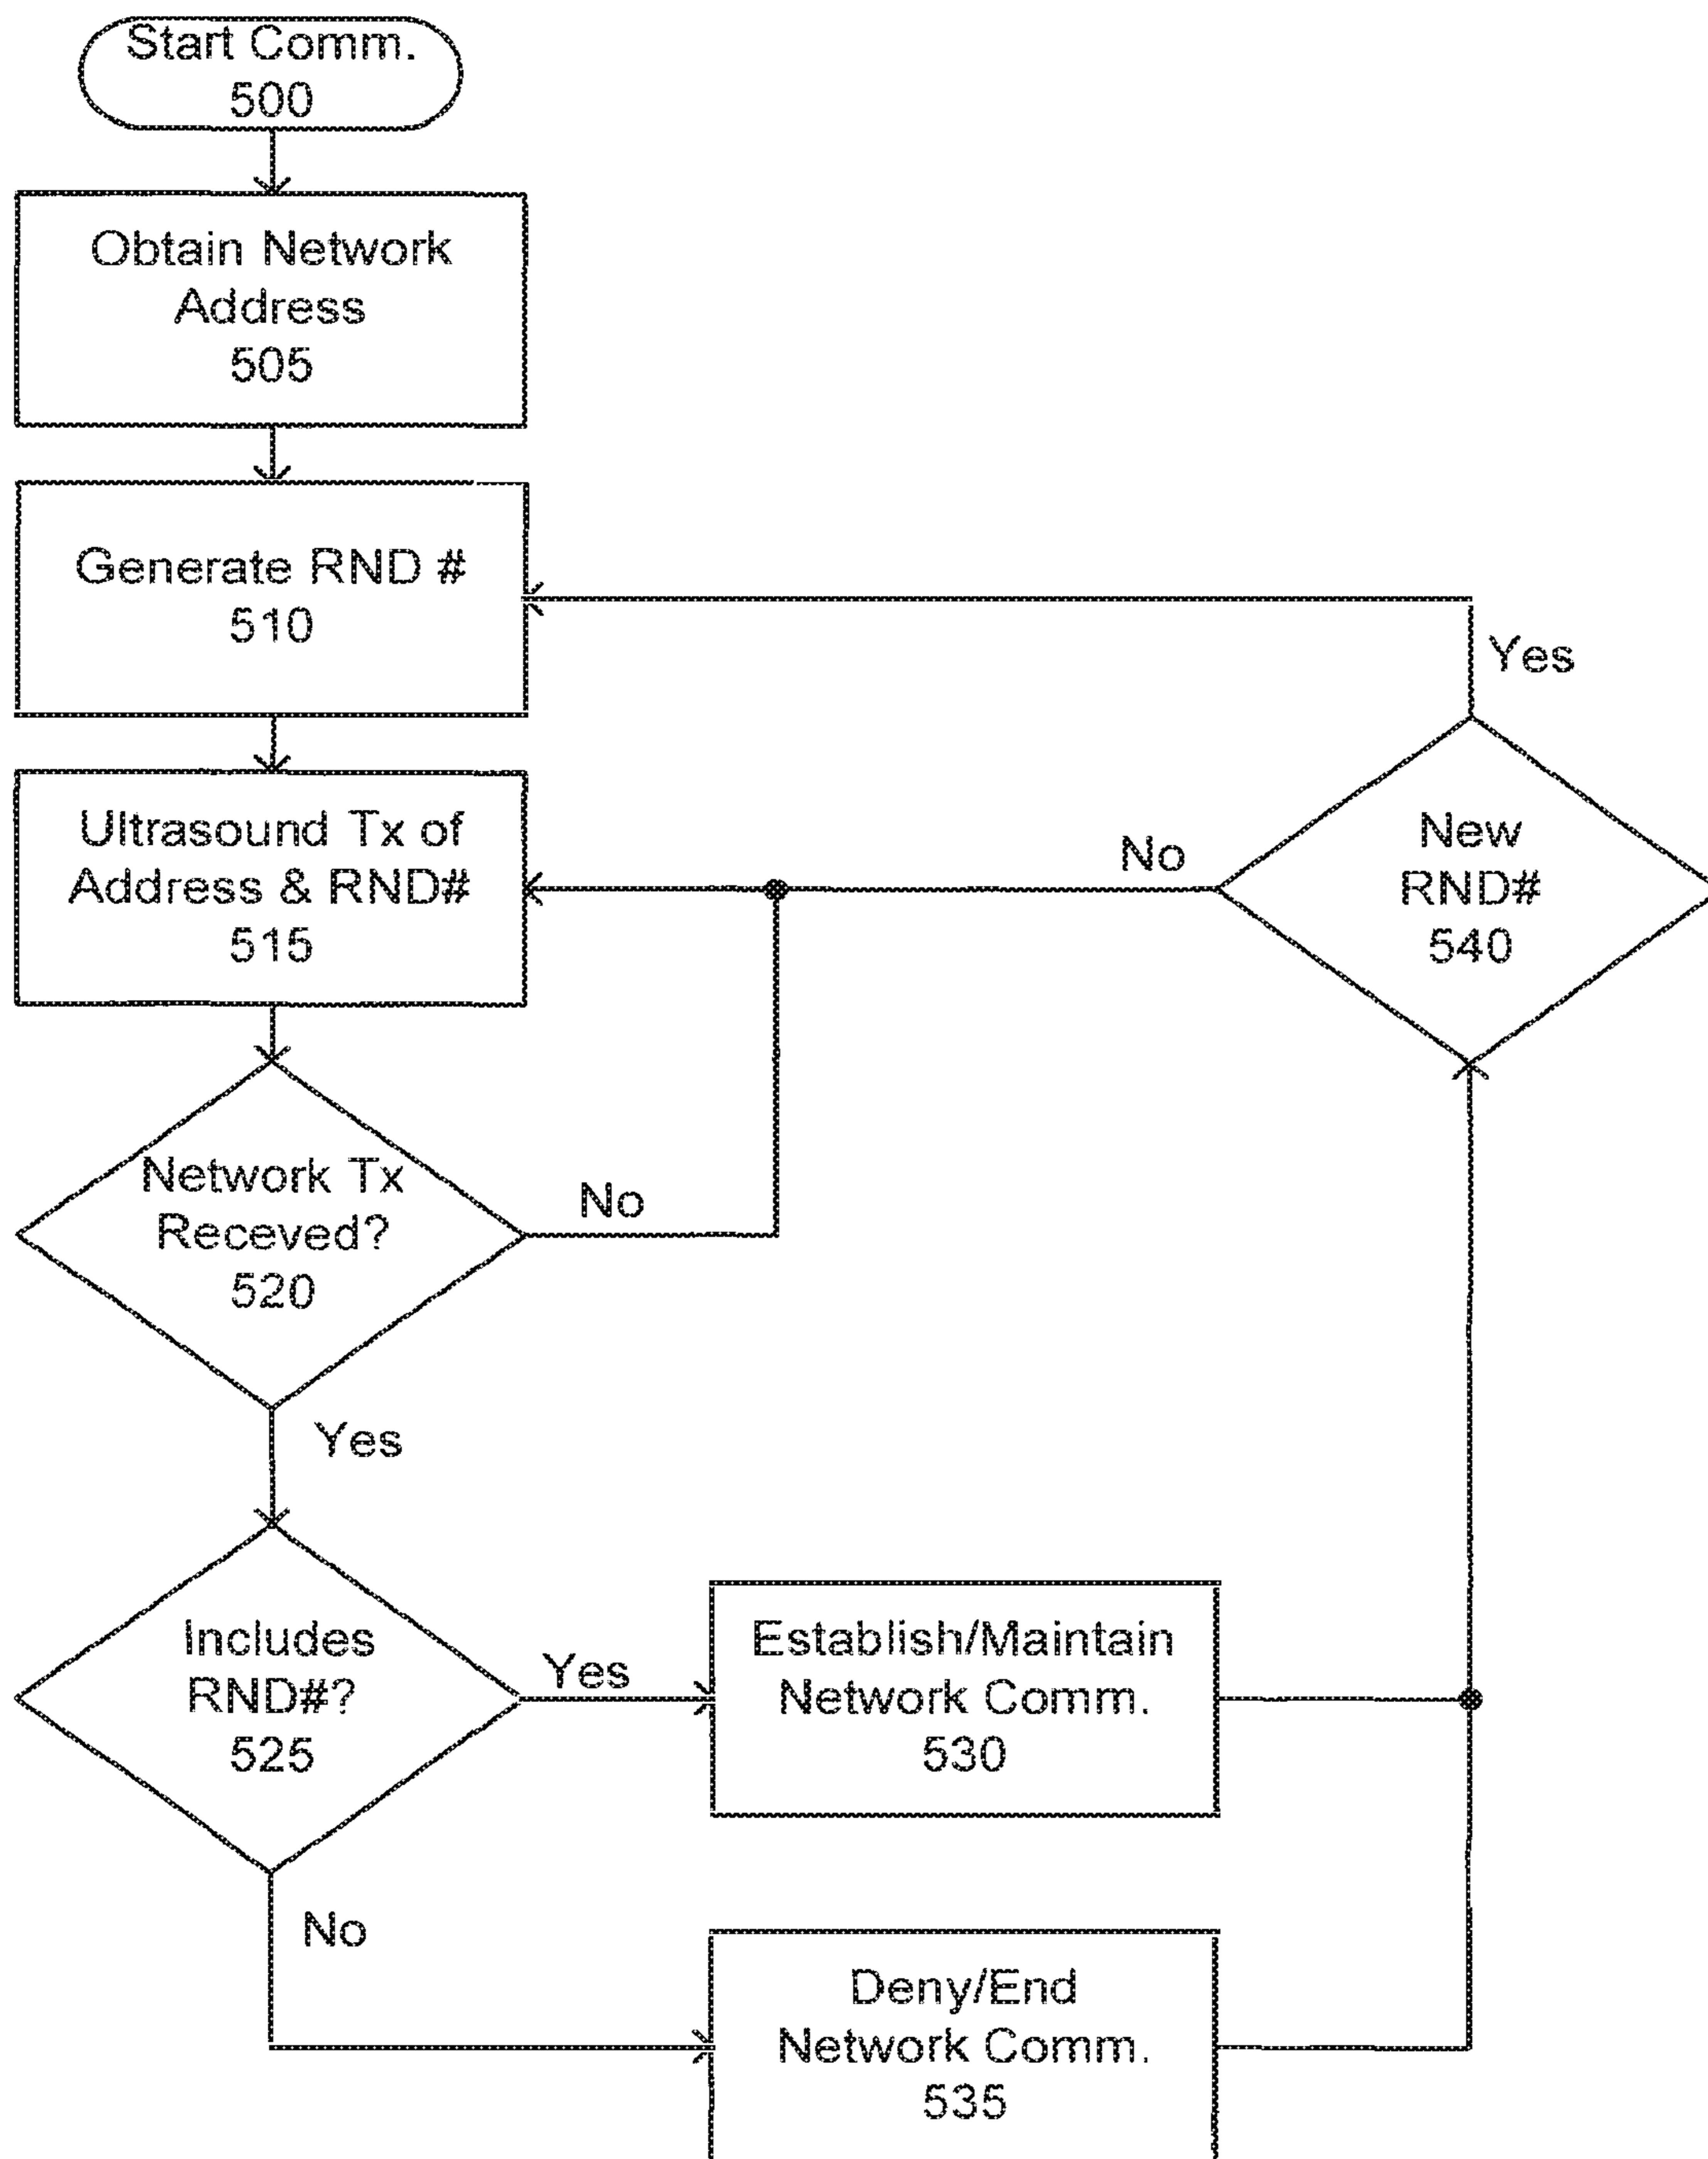 Start Comm.
500
Obtain Network
Address
505
Generate RND #
510
Yes
Ultrasound Tx of
Address & RND#
515
No
New
RND#
540
Network Tx
Receved?
520
No
Yes
Includes
RND#?
525
Yes
Establish/Maintain
Network Comm.
530
No
Deny/End
Network Comm.
535